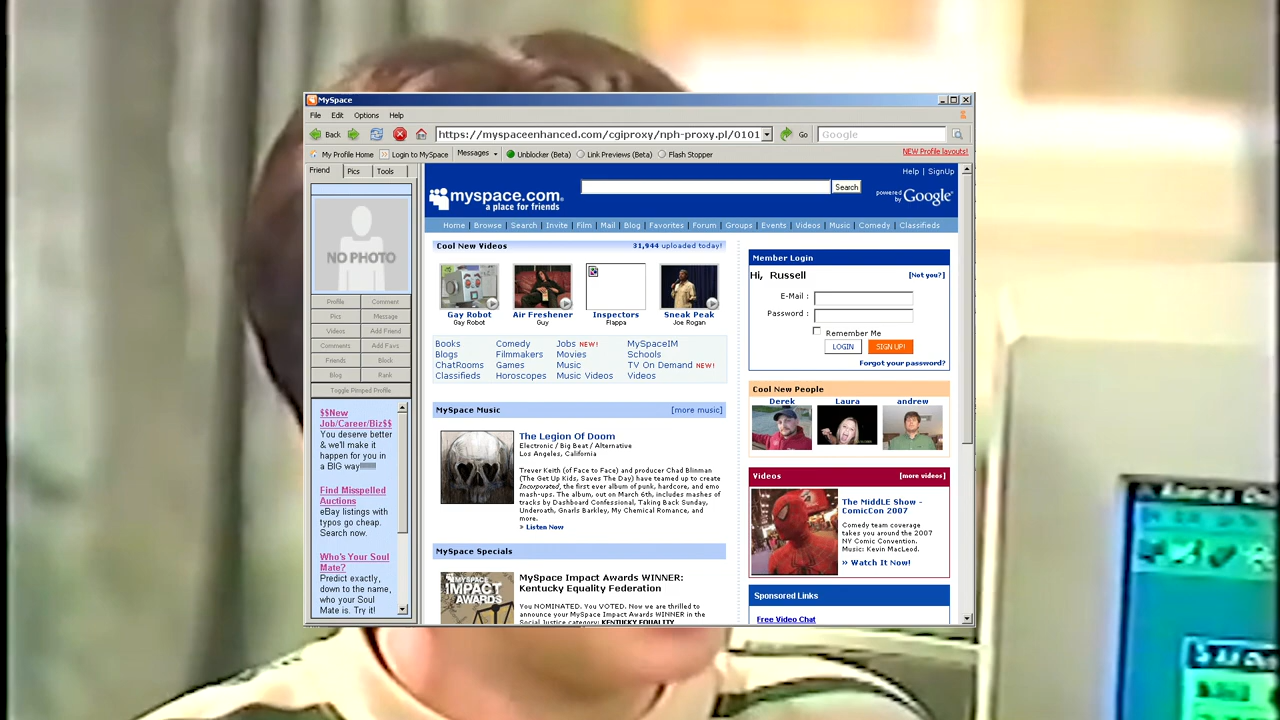 MySpace
File Edit Options Help
Back https://myspaceenhanced.com/cgiproxy/nph-proxy.pl/0101 Go Google
My Profile Home Login to MySpace Messages Unblocker (Beta) Link Previews (Beta) Flash Stopper NEW Profile layouts!
Friend Pics Tools
NO PHOTO
Profile Comment
Pics Message
Videos Add Friend
Comments Add Favs
Friends Block
Blog Rank
Toggle Pimped Profile
$$New
Job/Career/Biz$$
You deserve better
& we'll make it
happen for you in
a BIG way!!!!!!!!
Find Misspelled
Auctions
eBay listings with
typos go cheap.
Search now.
Who's Your Soul
Mate?
Predict exactly,
down to the name,
who your Soul
Mate is. Try it!
Help | SignUp
myspace.com
a place for friends
Search
powered by Google
Home | Browse | Search | Invite | Film | Mail | Blog | Favorites | Forum | Groups | Events | Videos | Music | Comedy | Classifieds
Cool New Videos 31,944 uploaded today!
Gay Robot Air Freshener Inspectors Sneak Peak
Gay Robot Guy Flappa Joe Rogan
Books Comedy Jobs NEW! MySpaceIM
Blogs Filmmakers Movies Schools
ChatRooms Games Music TV On Demand NEW!
Classifieds Horoscopes Music Videos Videos
MySpace Music [more music]
The Legion Of Doom
Electronic / Big Beat / Alternative
Los Angeles, California
Trever Keith (of Face to Face) and producer Chad Blinman
(The Get Up Kids, Saves The Day) have teamed up to create
Incorporated, the first ever album of punk, hardcore, and emo
mash-ups. The album, out on March 6th, includes mashes of
tracks by Dashboard Confessional, Taking Back Sunday,
Underoath, Gnarls Barkley, My Chemical Romance, and
more.
» Listen Now
MySpace Specials
MYSPACE
IMPACT
AWARDS
MySpace Impact Awards WINNER:
Kentucky Equality Federation
You NOMINATED. You VOTED. Now we are thrilled to
announce your MySpace Impact Awards WINNER in the
Social Justice category: KENTUCKY EQUALITY
Member Login
Hi, Russell [Not you?]
E-Mail :
Password :
Remember Me
LOGIN SIGN UP!
Forgot your password?
Cool New People
Derek Laura andrew
Videos [more videos]
The MiddLE Show -
ComicCon 2007
Comedy team coverage
takes you around the 2007
NY Comic Convention.
Music: Kevin MacLeod.
» Watch It Now!
Sponsored Links
Free Video Chat